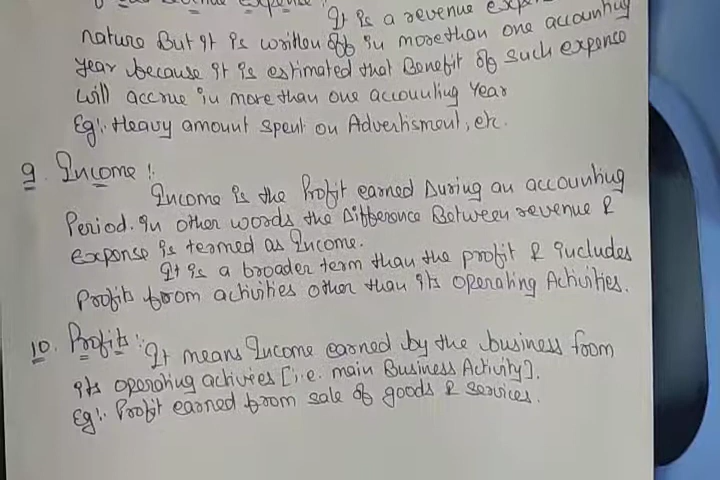 It is a revenue
nature But it is written off in more than one accounting
year because it is estimated that Benefit of such expense
will accrue in more than one accounting Year
Eg:. Heavy amount spent on Advertisment, etc.
9. Income :.
Income is the Profit earned During an accounting
Period. In other words the Difference Between revenue &
expense is termed as Income.
It is a broader term than the profit & includes
Profits from activities other than its operating Activities.
10. Profits :. It means Income earned by the business from
its operating activies [i.e. main Business Activity].
Eg:. Profit earned from sale of goods & services.